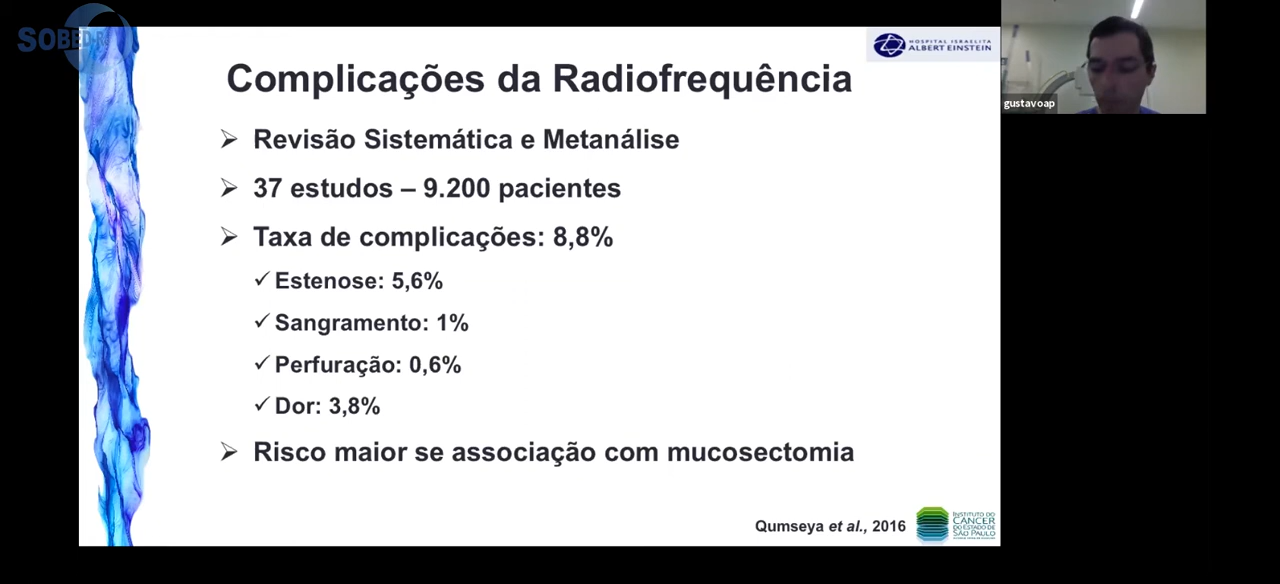 SOBEDR
HOSPITAL ISRAELITA
ALBERT EINSTEIN
gustavoap
Complicações da Radiofrequência
Revisão Sistemática e Metanálise
37 estudos – 9.200 pacientes
Taxa de complicações: 8,8%
Estenose: 5,6%
Sangramento: 1%
Perfuração: 0,6%
Dor: 3,8%
Risco maior se associação com mucosectomia
Qumseya et al., 2016
INSTITUTO DO
CÂNCER
DO ESTADO DE
SÃO PAULO